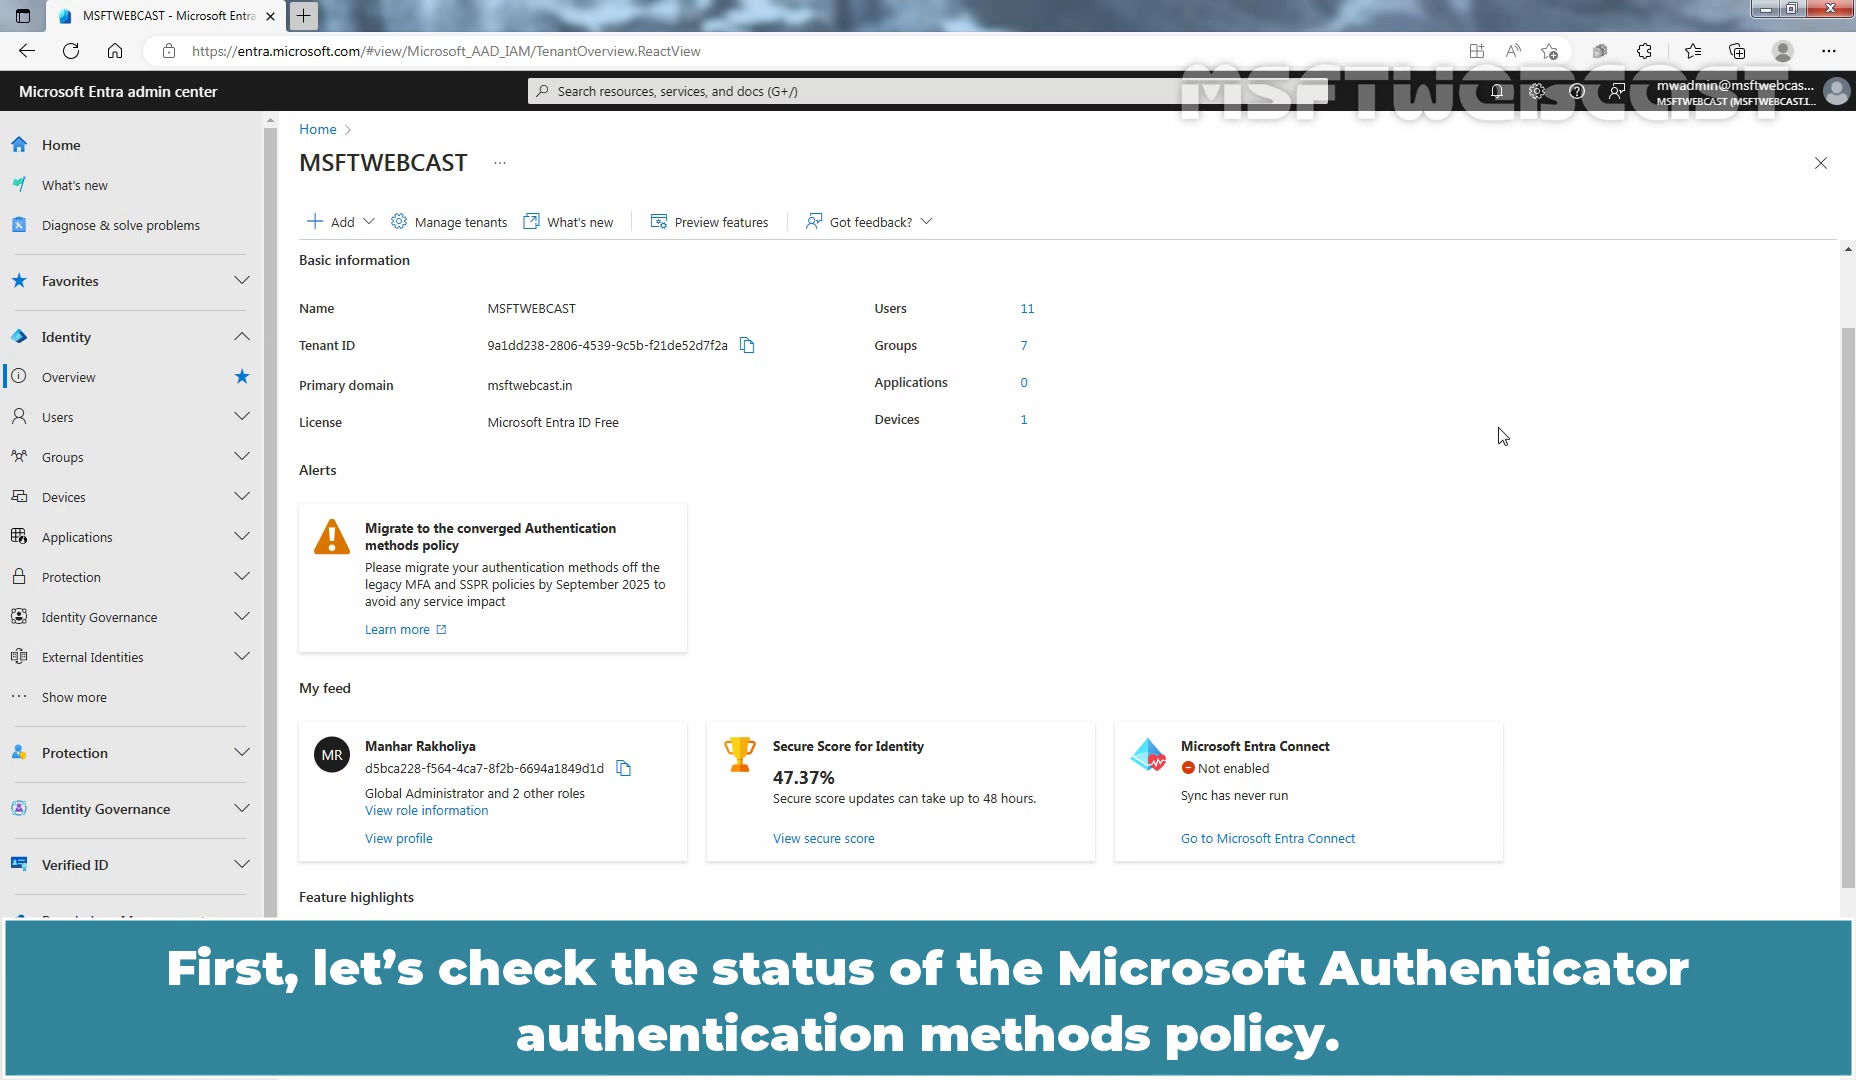 MSFTWEBCAST - Microsoft Entra
https://entra.microsoft.com/#view/Microsoft_AAD_IAM/TenantOverview.ReactView
MSFTWEBCAST
Microsoft Entra admin center
Search resources, services, and docs (G+/)
mwadmin@msftwebcas...
MSFTWEBCAST (MSFTWEBCAST.I...
Home
What's new
Diagnose & solve problems
Favorites
Identity
Overview
Users
Groups
Devices
Applications
Protection
Identity Governance
External Identities
Show more
Protection
Identity Governance
Verified ID
Home
MSFTWEBCAST ...
Add
Manage tenants
What's new
Preview features
Got feedback?
Basic information
Name MSFTWEBCAST
Tenant ID 9a1dd238-2806-4539-9c5b-f21de52d7f2a
Primary domain msftwebcast.in
License Microsoft Entra ID Free
Users 11
Groups 7
Applications 0
Devices 1
Alerts
Migrate to the converged Authentication
methods policy
Please migrate your authentication methods off the
legacy MFA and SSPR policies by September 2025 to
avoid any service impact
Learn more
My feed
MR
Manhar Rakholiya
d5bca228-f564-4ca7-8f2b-6694a1849d1d
Global Administrator and 2 other roles
View role information
View profile
Secure Score for Identity
47.37%
Secure score updates can take up to 48 hours.
View secure score
Microsoft Entra Connect
Not enabled
Sync has never run
Go to Microsoft Entra Connect
Feature highlights
First, let's check the status of the Microsoft Authenticator
authentication methods policy.